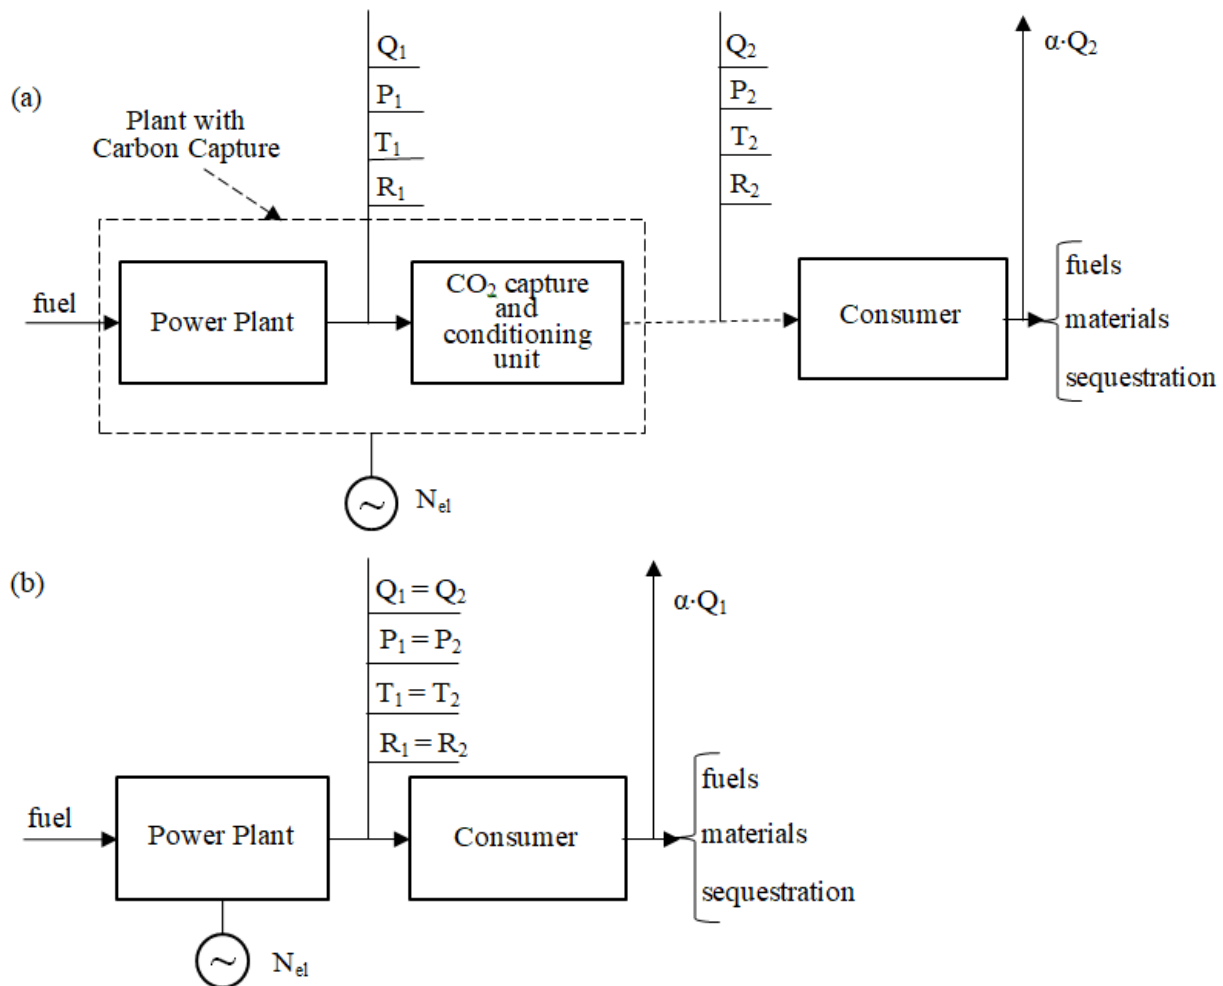 (a)
Plant with
Carbon Capture
Q₁
P₁
T₁
R₁
Q₂
P₂
T₂
R₂
α·Q₂
fuel
Power Plant
CO₂ capture
and
conditioning
unit
Consumer
fuels
materials
sequestration
~
Nₑₗ
(b)
Q₁ = Q₂
P₁ = P₂
T₁ = T₂
R₁ = R₂
α·Q₁
fuel
Power Plant
Consumer
fuels
materials
sequestration
~
Nₑₗ